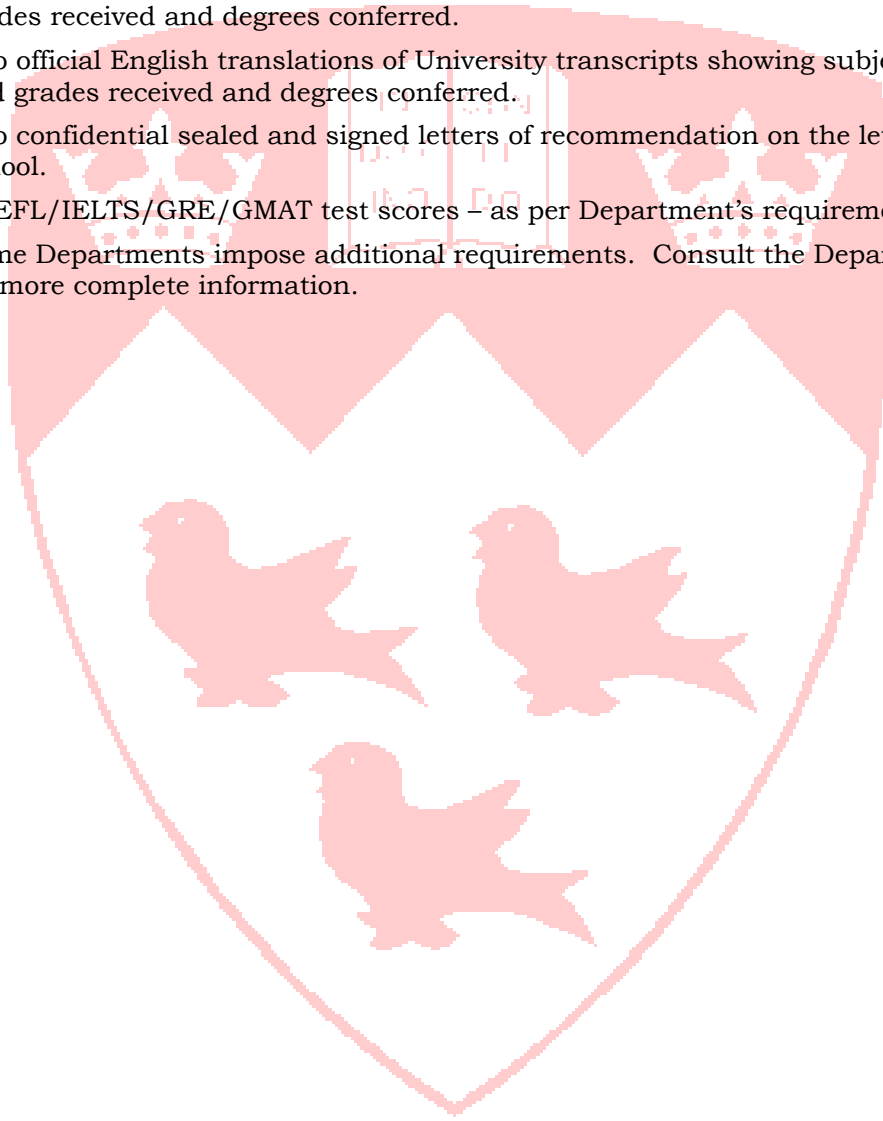 des received and degrees conferred.
o official English translations of University transcripts showing subje
l grades received and degrees conferred.
o confidential sealed and signed letters of recommendation on the le
ool.
EFL/IELTS/GRE/GMAT test scores – as per Department's requireme
me Departments impose additional requirements.  Consult the Depar
more complete information.